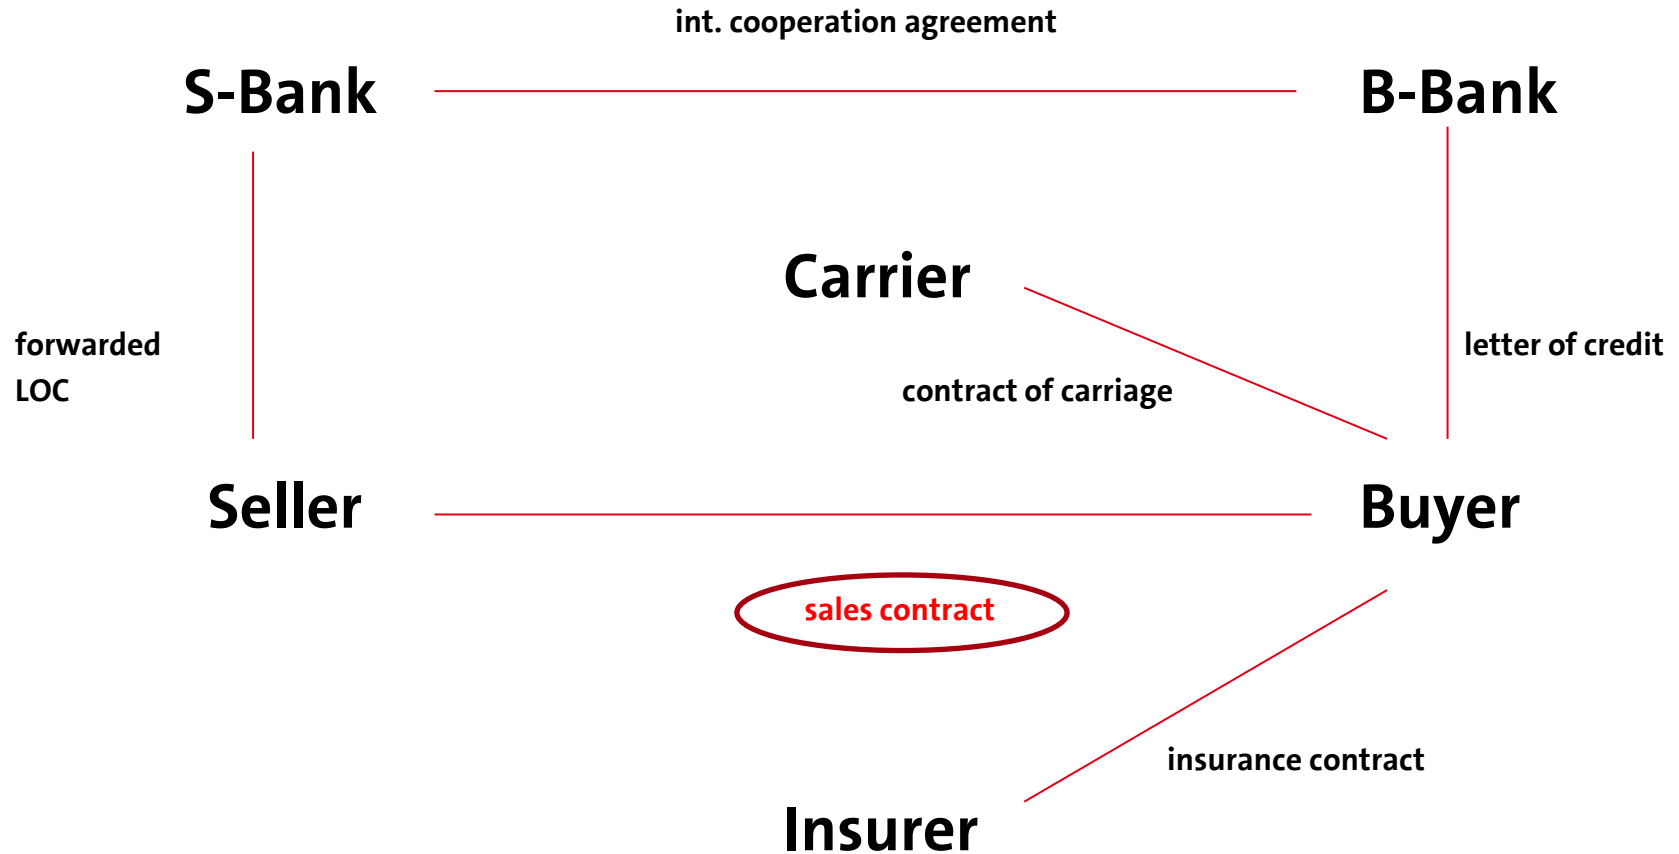 int. cooperation agreement
S-Bank
B-Bank
Carrier
forwarded
LOC
letter of credit
contract of carriage
Seller
Buyer
sales contract
insurance contract
Insurer